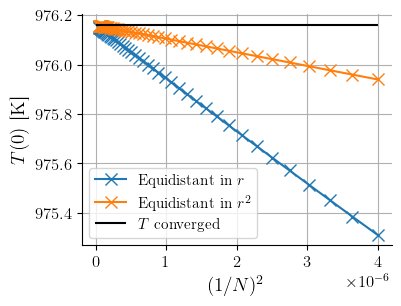 976.2
976.0
975.8
975.6
975.4
T(0) [K]
Equidistant in r
Equidistant in r²
T converged
0 1 2 3 4
×10⁻⁶
(1/N)²